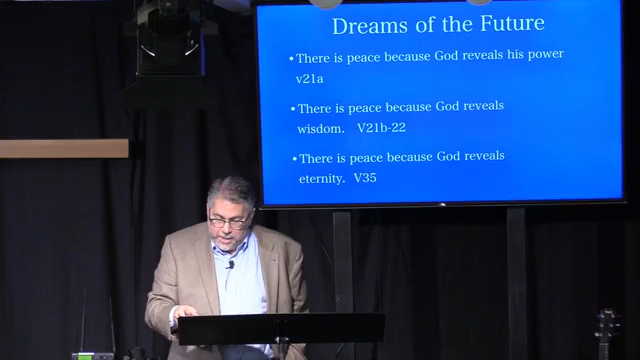 Dreams of the Future
• There is peace because God reveals his power
v21a
• There is peace because God reveals
wisdom.   V21b-22
• There is peace because God reveals
eternity.  V35